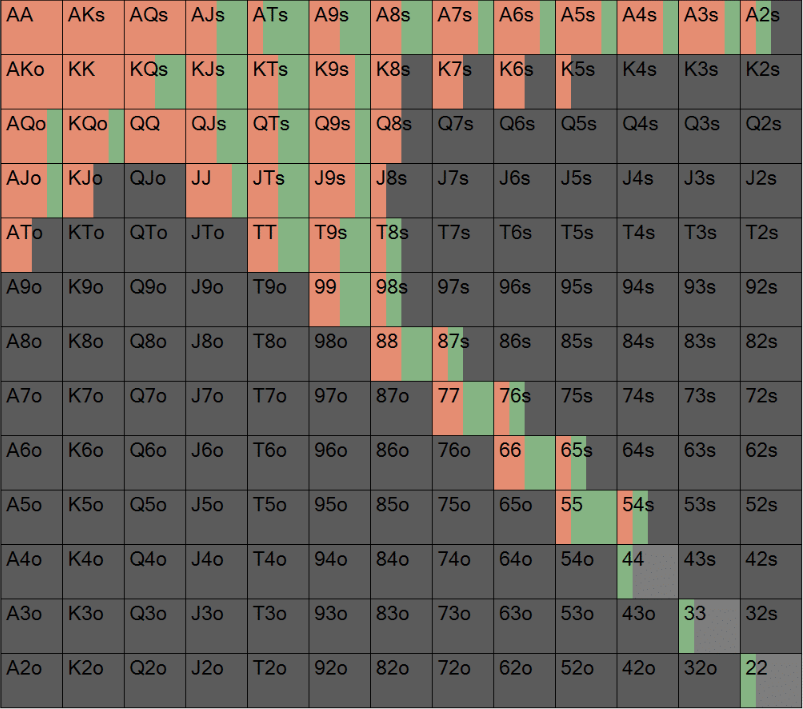 AA AKs AQs AJs ATs A9s A8s A7s A6s A5s A4s A3s A2s
AKo KK KQs KJs KTs K9s K8s K7s K6s K5s K4s K3s K2s
AQo KQo QQ QJs QTs Q9s Q8s Q7s Q6s Q5s Q4s Q3s Q2s
AJo KJo QJo JJ JTs J9s J8s J7s J6s J5s J4s J3s J2s
ATo KTo QTo JTo TT T9s T8s T7s T6s T5s T4s T3s T2s
A9o K9o Q9o J9o T9o 99 98s 97s 96s 95s 94s 93s 92s
A8o K8o Q8o J8o T8o 98o 88 87s 86s 85s 84s 83s 82s
A7o K7o Q7o J7o T7o 97o 87o 77 76s 75s 74s 73s 72s
A6o K6o Q6o J6o T6o 96o 86o 76o 66 65s 64s 63s 62s
A5o K5o Q5o J5o T5o 95o 85o 75o 65o 55 54s 53s 52s
A4o K4o Q4o J4o T4o 94o 84o 74o 64o 54o 44 43s 42s
A3o K3o Q3o J3o T3o 93o 83o 73o 63o 53o 43o 33 32s
A2o K2o Q2o J2o T2o 92o 82o 72o 62o 52o 42o 32o 22